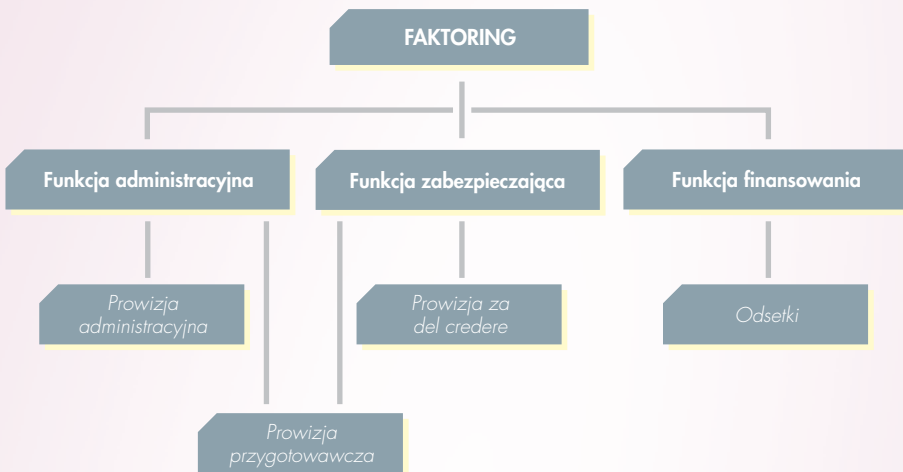 FAKTORING
Funkcja administracyjna
Funkcja zabezpieczająca
Funkcja finansowania
Prowizja
administracyjna
Prowizja za
del credere
Odsetki
Prowizja
przygotowawcza